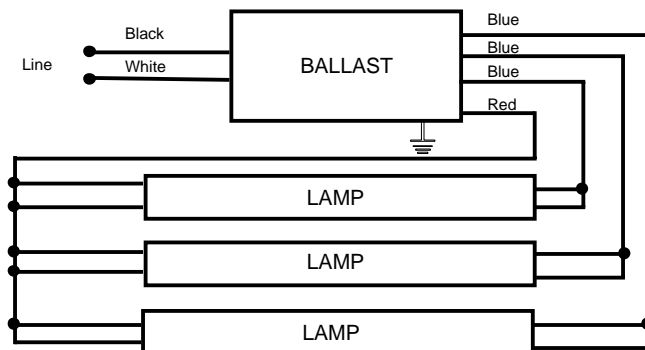 Line
Black
White
BALLAST
Blue
Blue
Blue
Red
LAMP
LAMP
LAMP